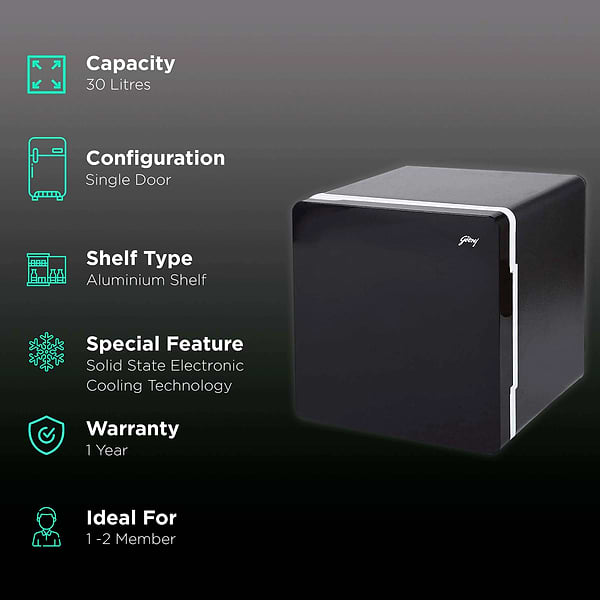 Capacity
30 Litres
Configuration
Single Door
Shelf Type
Aluminium Shelf
Special Feature
Solid State Electronic
Cooling Technology
Warranty
1 Year
Ideal For
1 -2 Member
Godrej